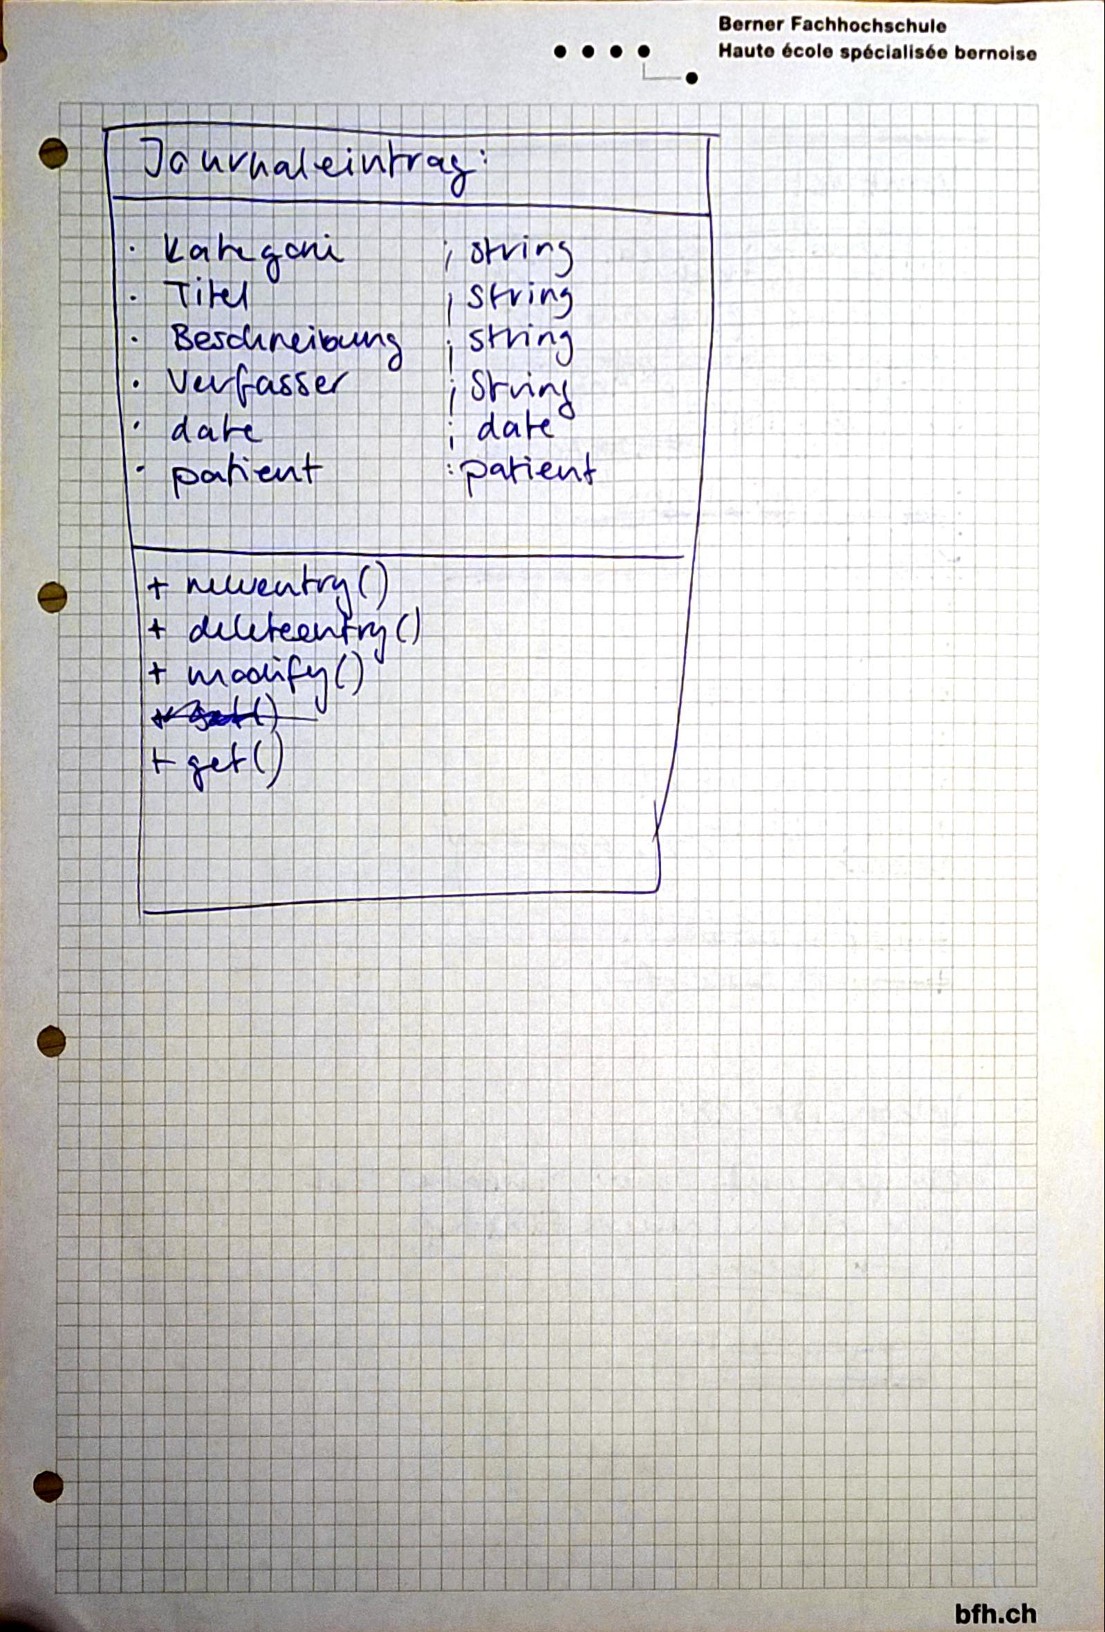 Berner Fachhochschule
Haute école spécialisée bernoise
Journaleintrag:
· Kategori : string
· Titel : string
· Beschreibung : string
· Verfasser : String
· date : date
· patient : patient
+ newentry()
+ deleteentry()
+ modify()
+ get()
bfh.ch